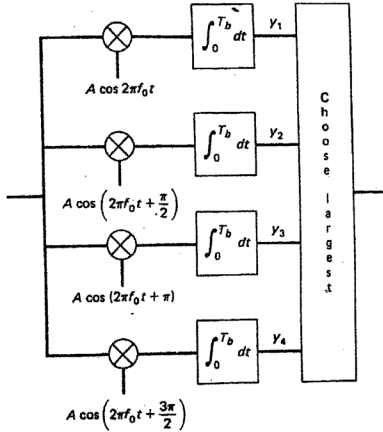 ∫₀^{T_b} dt y₁
A cos 2πf₀t
∫₀^{T_b} dt y₂
A cos (2πf₀t + π/2)
∫₀^{T_b} dt y₃
A cos (2πf₀t + π)
∫₀^{T_b} dt y₄
A cos (2πf₀t + 3π/2)
Choose largest